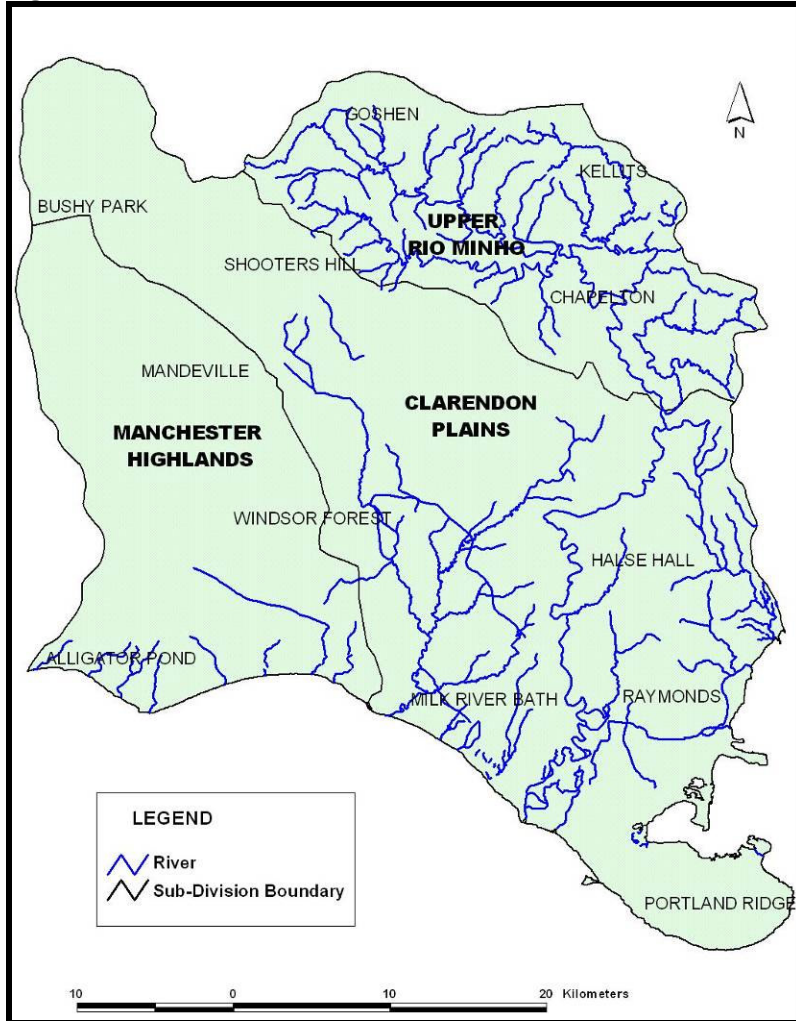 GOSHEN
N
KELLITS
BUSHY PARK
UPPER
RIO MINHO
SHOOTERS HILL
CHAPELTON
MANDEVILLE
CLARENDON
PLAINS
MANCHESTER
HIGHLANDS
WINDSOR FOREST
HALSE HALL
ALLIGATOR POND
MILK RIVER BATH
RAYMONDS
LEGEND
River
Sub-Division Boundary
PORTLAND RIDGE
10 0 10 20 Kilometers